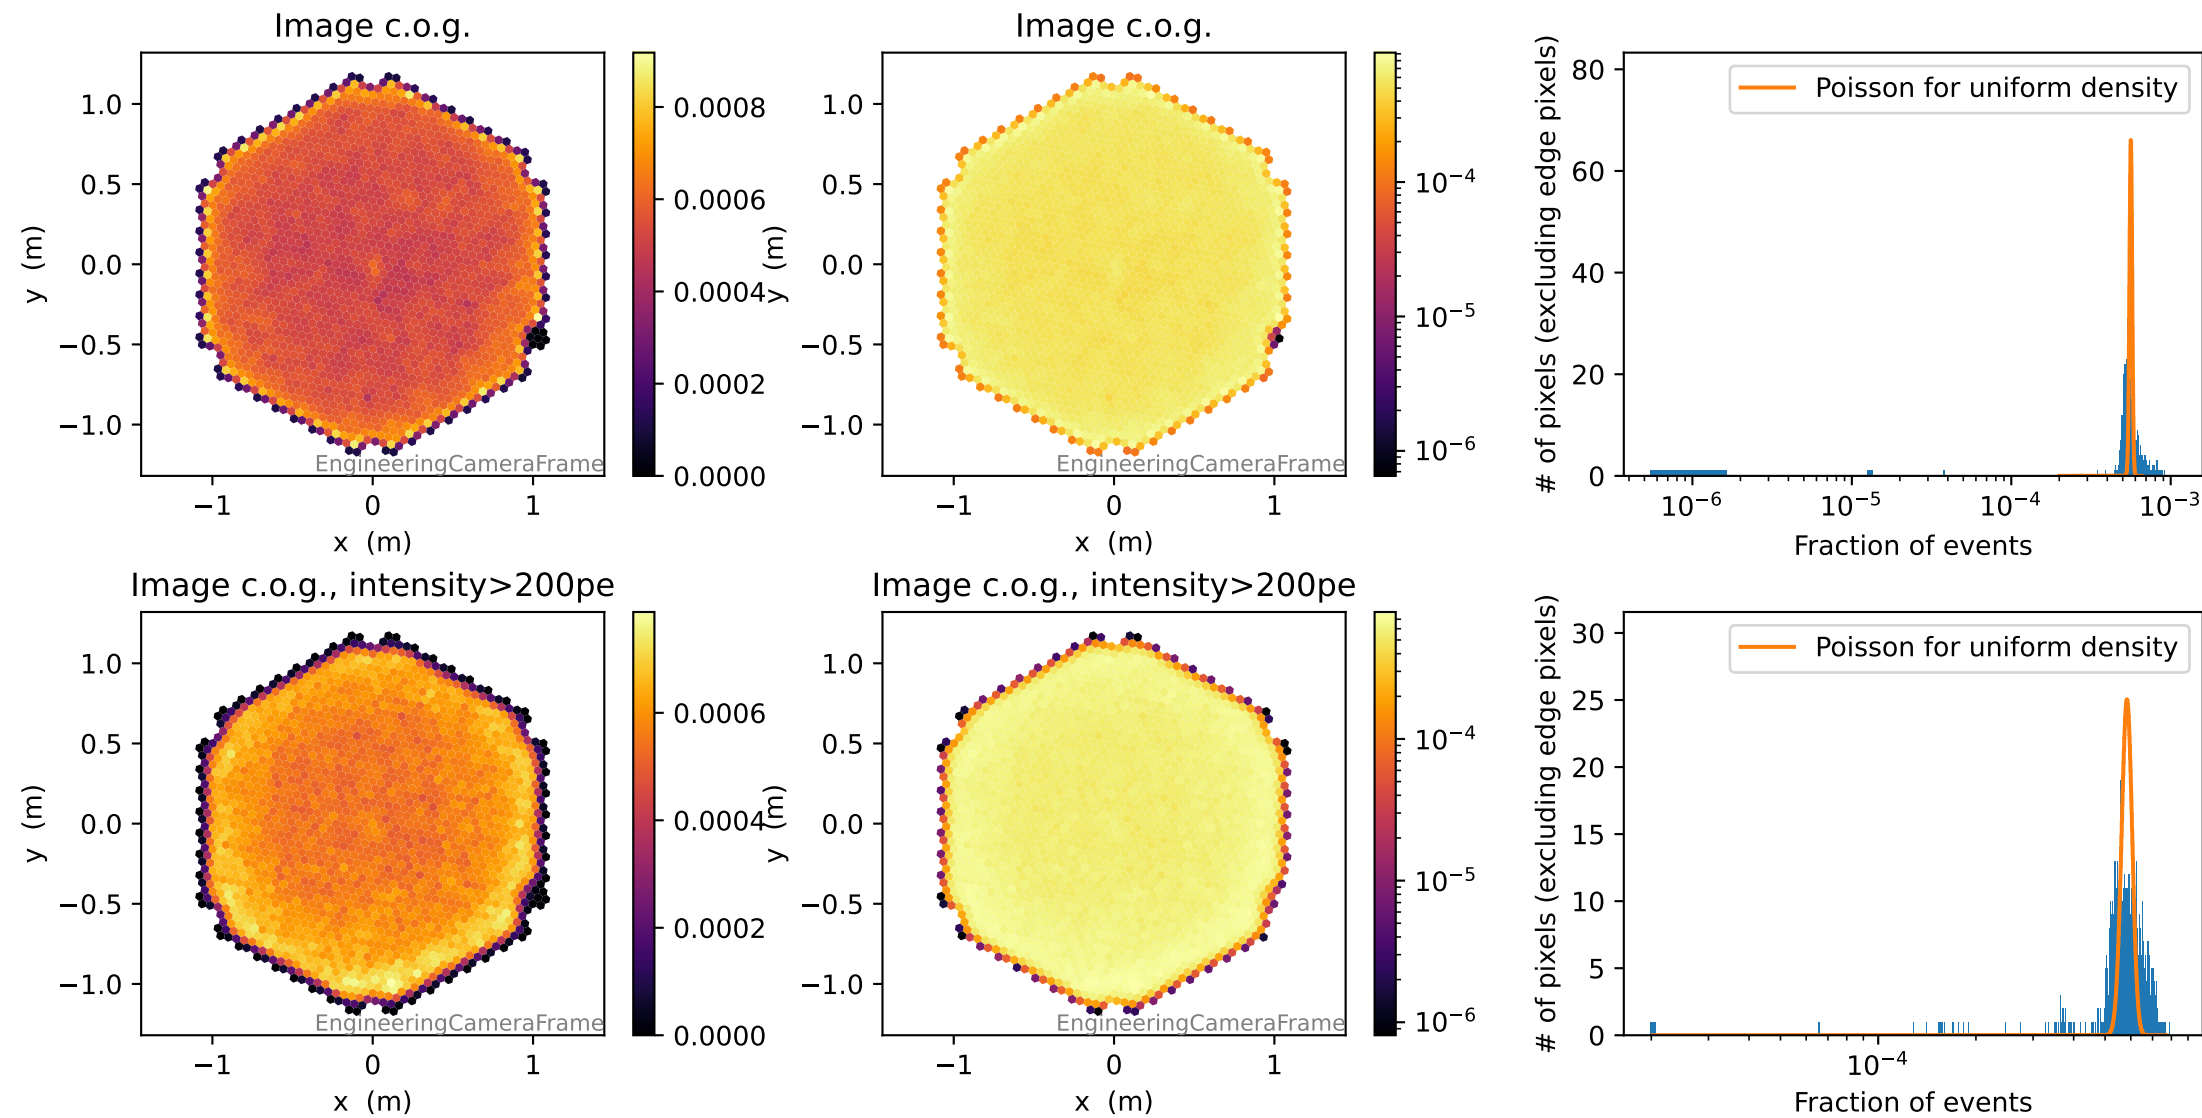 Image c.o.g.
1.0
0.5
0.0
−0.5
−1.0
y (m)
−1
0
1
x (m)
EngineeringCameraFrame
0.0008
0.0006
0.0004
0.0002
0.0000
Image c.o.g.
1.0
0.5
0.0
−0.5
−1.0
y (m)
−1
0
1
x (m)
EngineeringCameraFrame
10⁻⁴
10⁻⁵
10⁻⁶
Poisson for uniform density
80
60
40
20
0
# of pixels (excluding edge pixels)
10⁻⁶
10⁻⁵
10⁻⁴
10⁻³
Fraction of events
Image c.o.g., intensity>200pe
1.0
0.5
0.0
−0.5
−1.0
y (m)
−1
0
1
x (m)
EngineeringCameraFrame
0.0006
0.0004
0.0002
0.0000
Image c.o.g., intensity>200pe
1.0
0.5
0.0
−0.5
−1.0
y (m)
−1
0
1
x (m)
EngineeringCameraFrame
10⁻⁴
10⁻⁵
10⁻⁶
Poisson for uniform density
30
25
20
15
10
5
0
# of pixels (excluding edge pixels)
10⁻⁴
Fraction of events